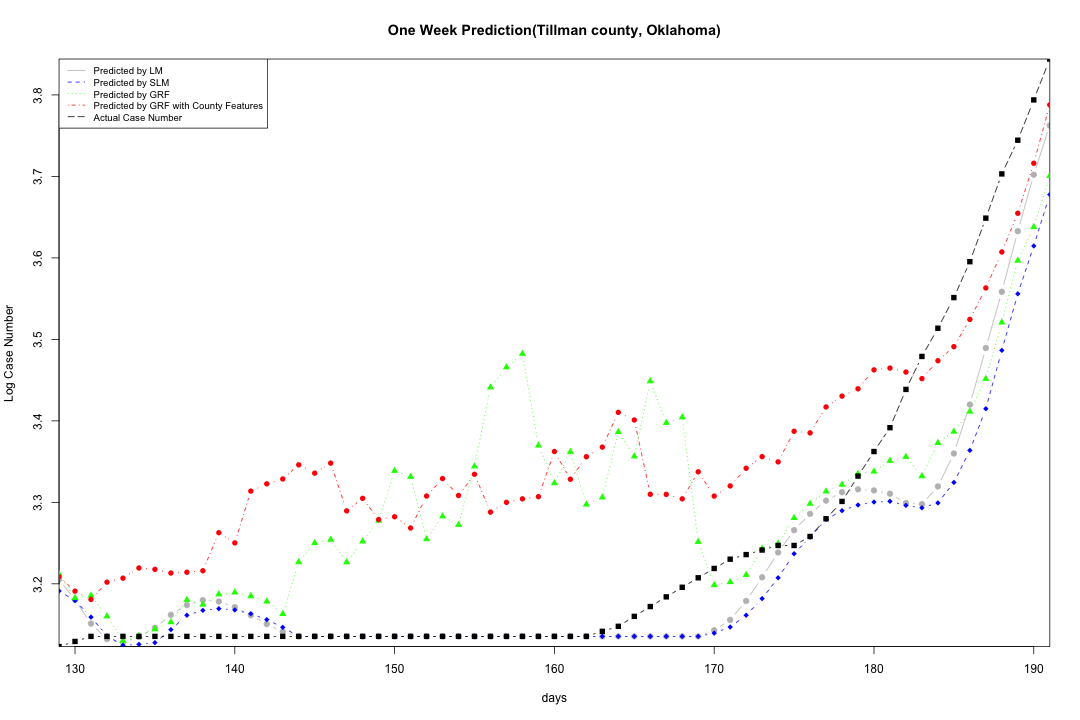 One Week Prediction(Tillman county, Oklahoma)
Predicted by LM
Predicted by SLM
Predicted by GRF
Predicted by GRF with County Features
Actual Case Number
3.8
3.7
3.6
3.5
3.4
3.3
3.2
Log Case Number
130 140 150 160 170 180 190
days